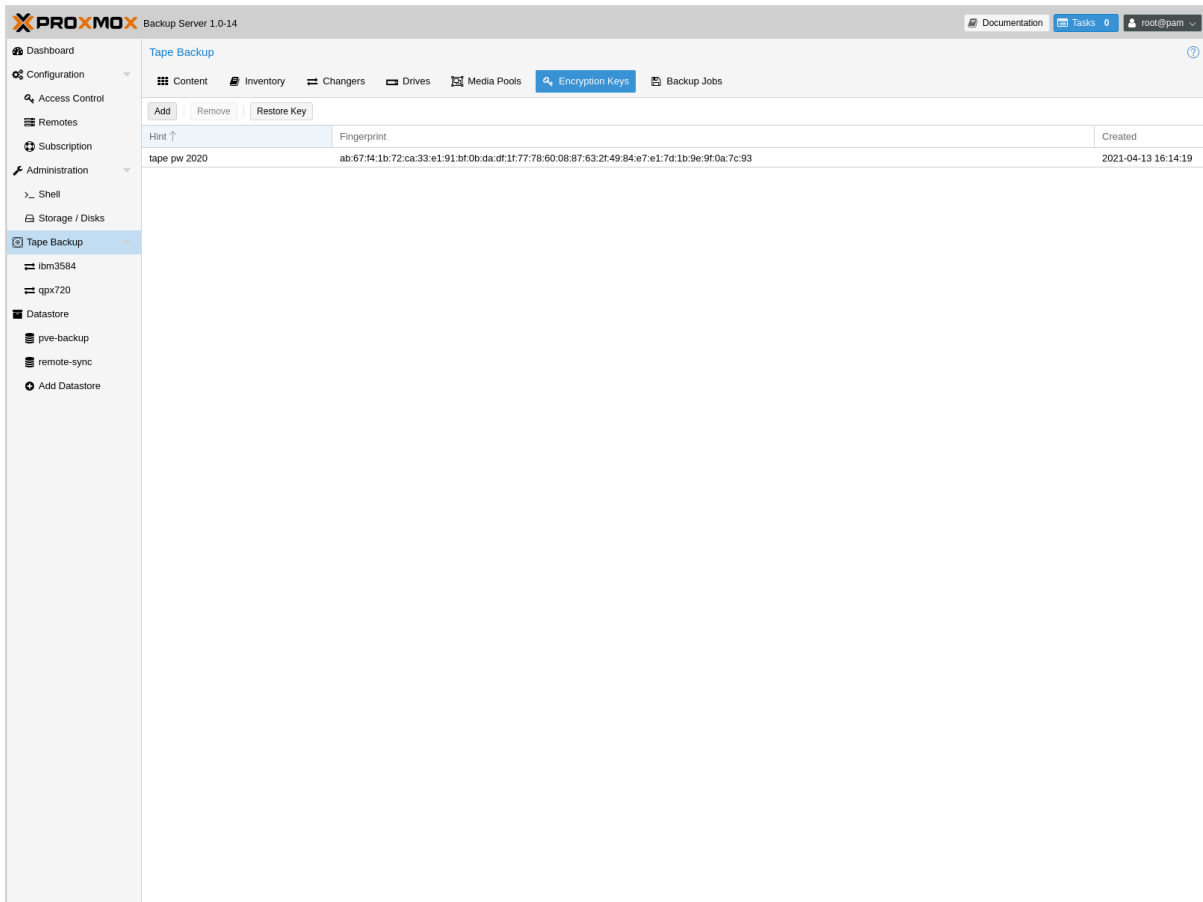 PROXMOX Backup Server 1.0-14 Documentation Tasks 0 root@pam
Dashboard
Configuration
Access Control
Remotes
Subscription
Administration
>_ Shell
Storage / Disks
Tape Backup
ibm3584
qpx720
Datastore
pve-backup
remote-sync
Add Datastore
Tape Backup
Content Inventory Changers Drives Media Pools Encryption Keys Backup Jobs
Add Remove Restore Key
Hint Fingerprint Created
tape pw 2020 ab:67:f4:1b:72:ca:33:e1:91:bf:0b:da:df:1f:77:78:60:08:87:63:2f:49:84:e7:e1:7d:1b:9e:9f:0a:7c:93 2021-04-13 16:14:19